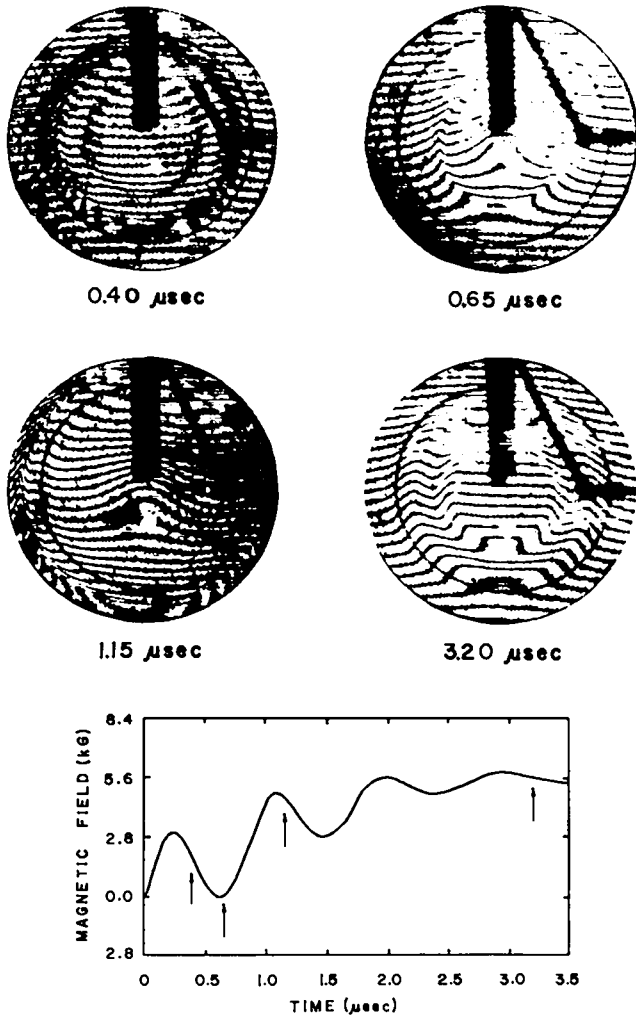 0.40 µsec
0.65 µsec
1.15 µsec
3.20 µsec
MAGNETIC FIELD (kG)
8.4
5.6
2.8
0.0
2.8
0 0.5 1.0 1.5 2.0 2.5 3.0 3.5
TIME (µsec)